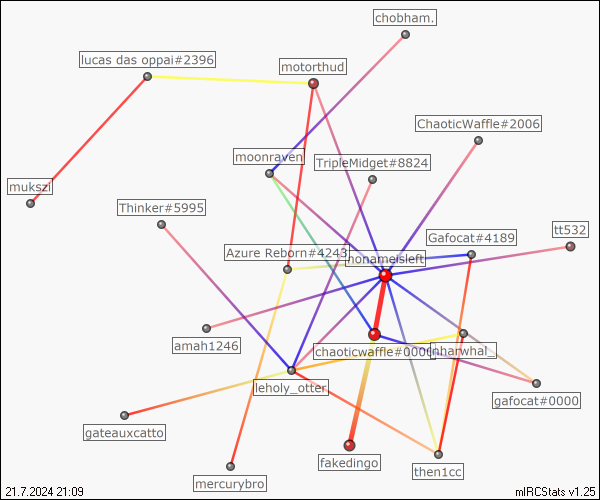 chobham.
lucas das oppai#2396
motorthud
ChaoticWaffle#2006
moonraven
TripleMidget#8824
mukszi
Thinker#5995
tt532
Gafocat#4189
Azure Reborn#4243
nonameisleft
amah1246
chaoticwaffle#0000
narwhal_
leholy_otter
gafocat#0000
gateauxcatto
fakedingo
then1cc
mercurybro
21.7.2024 21:09
mIRCStats v1.25